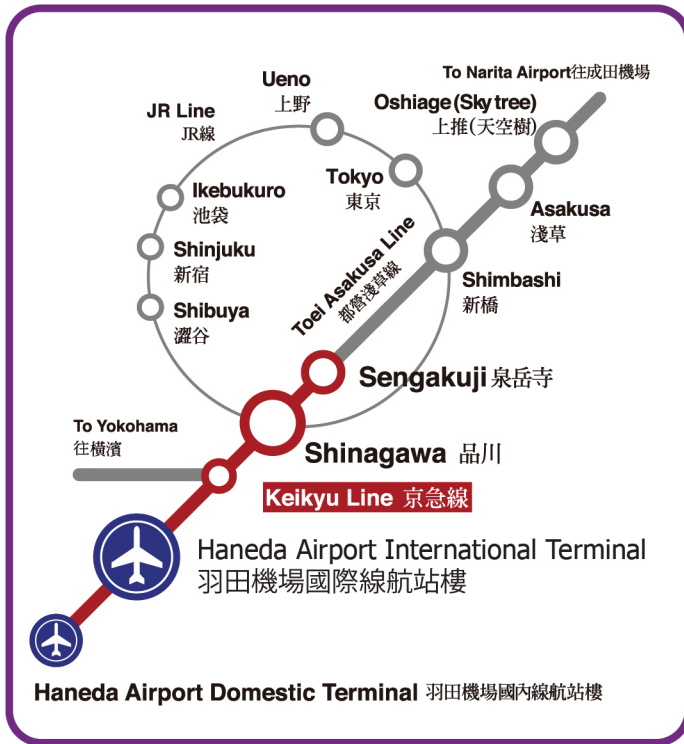 To Narita Airport往成田機場
Ueno
上野
Oshiage(Sky tree)
上推(天空樹)
JR Line
JR線
Tokyo
東京
Ikebukuro
池袋
Asakusa
淺草
Toei Asakusa Line
都營淺草線
Shinjuku
新宿
Shimbashi
新橋
Shibuya
澀谷
Sengakuji 泉岳寺
To Yokohama
往橫濱
Shinagawa 品川
Keikyu Line 京急線
Haneda Airport International Terminal
羽田機場國際線航站樓
Haneda Airport Domestic Terminal 羽田機場國內線航站樓